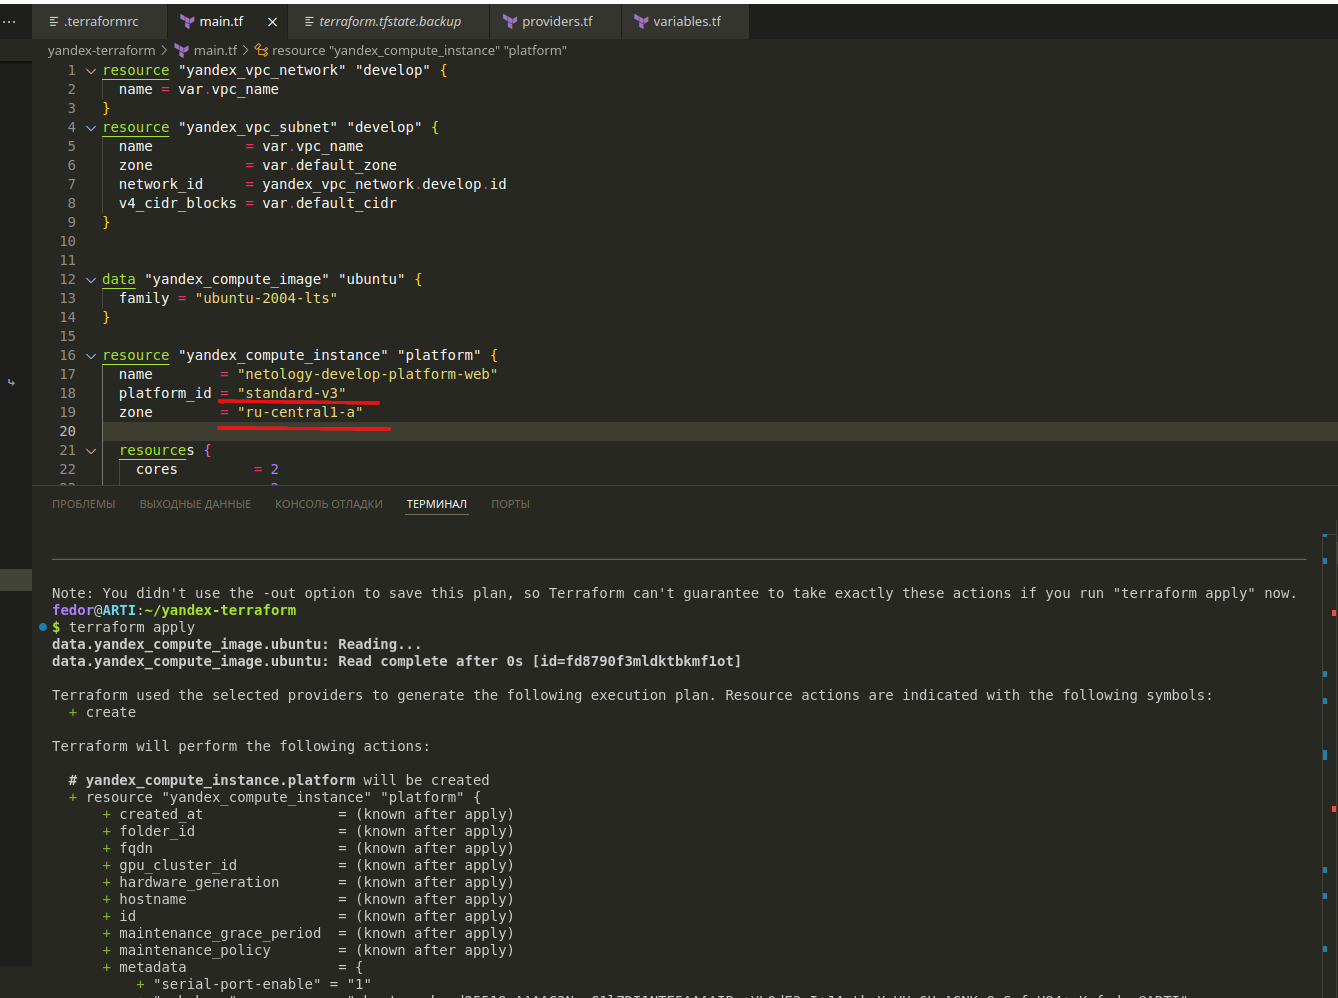 .terraformrc
main.tf
terraform.tfstate.backup
providers.tf
variables.tf
yandex-terraform > main.tf > resource "yandex_compute_instance" "platform"
1 resource "yandex_vpc_network" "develop" {
2 name = var.vpc_name
3 }
4 resource "yandex_vpc_subnet" "develop" {
5 name = var.vpc_name
6 zone = var.default_zone
7 network_id = yandex_vpc_network.develop.id
8 v4_cidr_blocks = var.default_cidr
9 }
10
11
12 data "yandex_compute_image" "ubuntu" {
13 family = "ubuntu-2004-lts"
14 }
15
16 resource "yandex_compute_instance" "platform" {
17 name = "netology-develop-platform-web"
18 platform_id = "standard-v3"
19 zone = "ru-central1-a"
20
21 resources {
22 cores = 2
ПРОБЛЕМЫ ВЫХОДНЫЕ ДАННЫЕ КОНСОЛЬ ОТЛАДКИ ТЕРМИНАЛ ПОРТЫ
Note: You didn't use the -out option to save this plan, so Terraform can't guarantee to take exactly these actions if you run "terraform apply" now.
fedor@ARTI:~/yandex-terraform
$ terraform apply
data.yandex_compute_image.ubuntu: Reading...
data.yandex_compute_image.ubuntu: Read complete after 0s [id=fd8790f3mldktbkmf1ot]
Terraform used the selected providers to generate the following execution plan. Resource actions are indicated with the following symbols:
+ create
Terraform will perform the following actions:
# yandex_compute_instance.platform will be created
+ resource "yandex_compute_instance" "platform" {
+ created_at = (known after apply)
+ folder_id = (known after apply)
+ fqdn = (known after apply)
+ gpu_cluster_id = (known after apply)
+ hardware_generation = (known after apply)
+ hostname = (known after apply)
+ id = (known after apply)
+ maintenance_grace_period = (known after apply)
+ maintenance_policy = (known after apply)
+ metadata = {
+ "serial-port-enable" = "1"